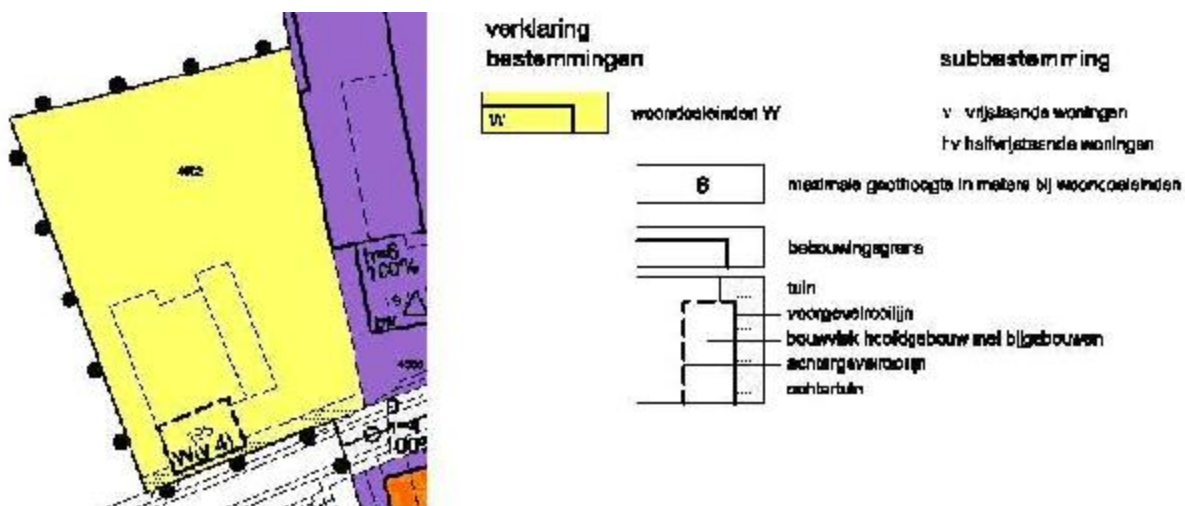 verklaring
bestemmingen
subbestemming
W
woondoeleinden W
v vrijstaande woningen
hv halfvrijstaande woningen
6
maximale goothoogte in meters bij woondoeleinden
bebouwingsgrens
tuin
voorgevelrooilijn
bouwvlak hoofdgebouw met bijgebouwen
achtergevelrooilijn
achtertuin
h=6
100%
W(v 4)